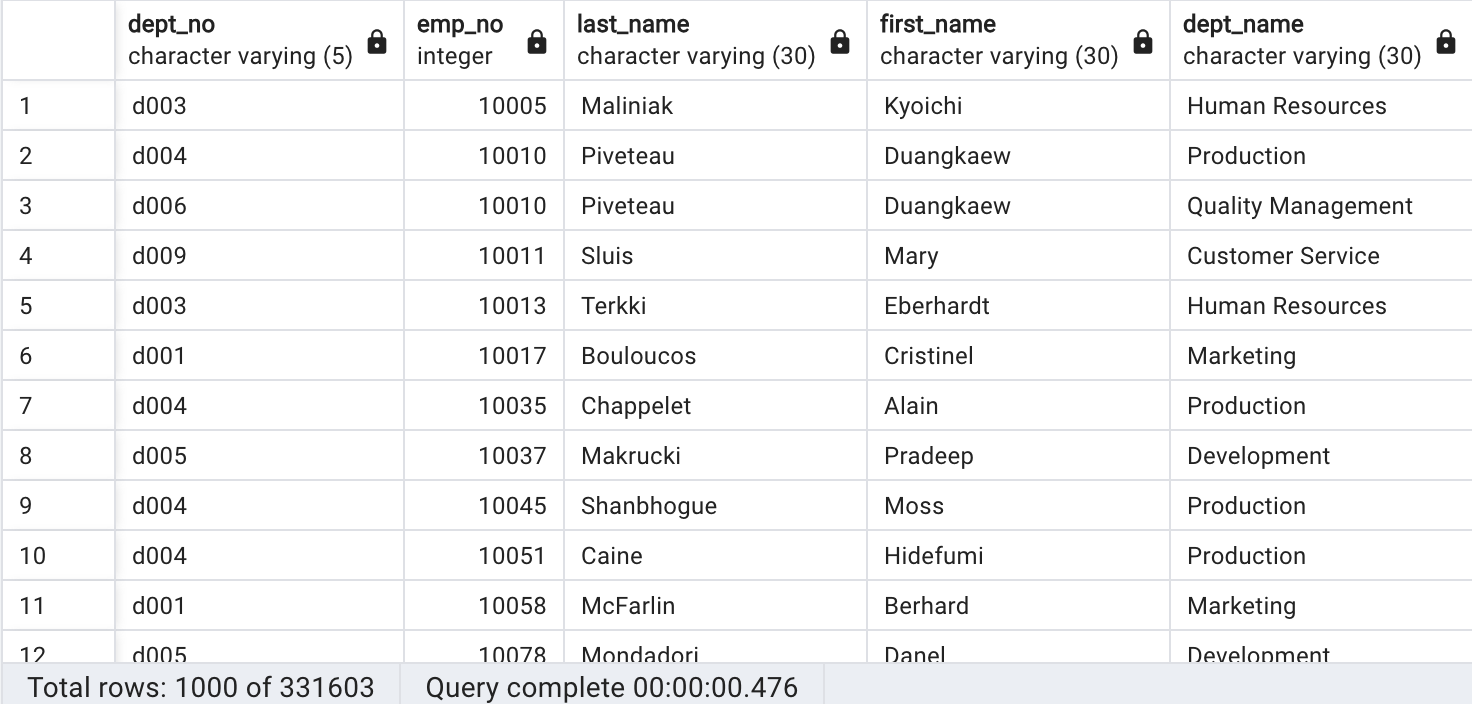 dept_no emp_no last_name first_name dept_name
character varying (5) integer character varying (30) character varying (30) character varying (30)
1 d003 10005 Maliniak Kyoichi Human Resources
2 d004 10010 Piveteau Duangkaew Production
3 d006 10010 Piveteau Duangkaew Quality Management
4 d009 10011 Sluis Mary Customer Service
5 d003 10013 Terkki Eberhardt Human Resources
6 d001 10017 Bouloucos Cristinel Marketing
7 d004 10035 Chappelet Alain Production
8 d005 10037 Makrucki Pradeep Development
9 d004 10045 Shanbhogue Moss Production
10 d004 10051 Caine Hidefumi Production
11 d001 10058 McFarlin Berhard Marketing
12 d005 10078 Mondadori Danel Development
Total rows: 1000 of 331603 Query complete 00:00:00.476